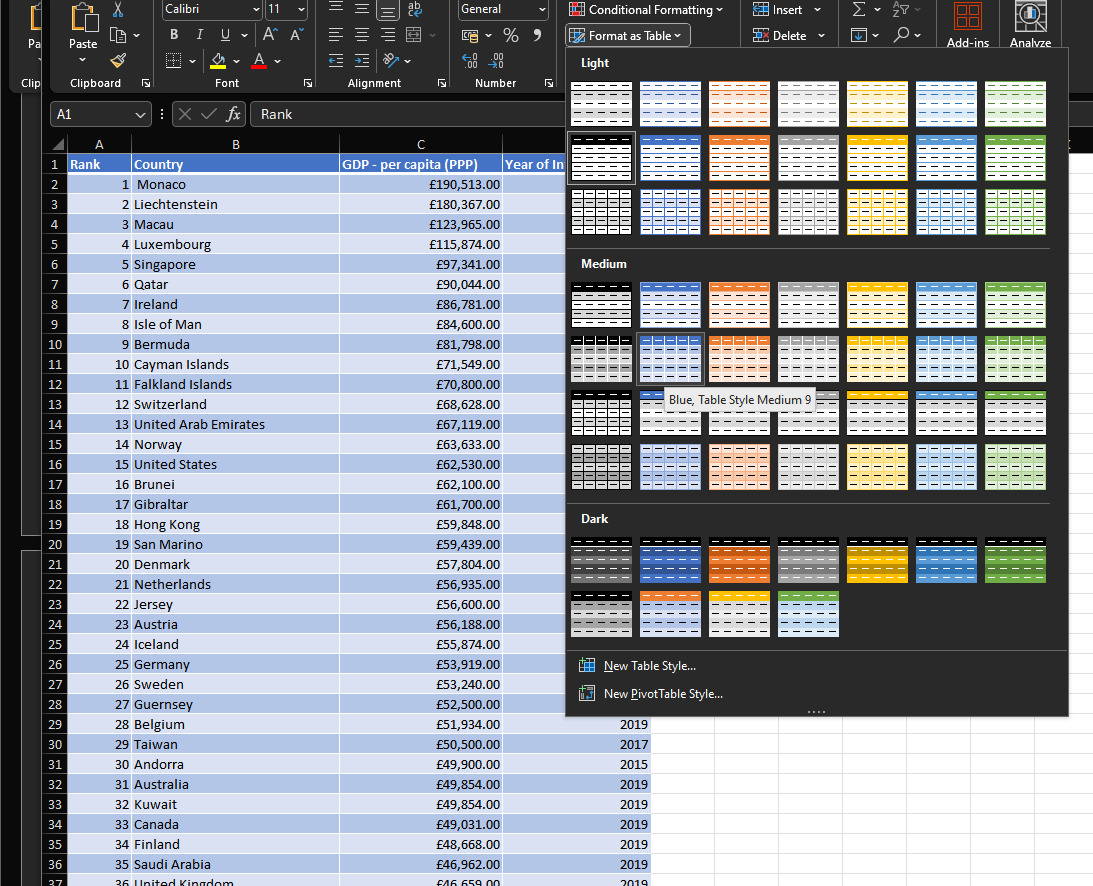 Calibri 11 General Conditional Formatting Insert
Pa Paste B I U Format as Table Delete Add-ins Analyze
Clip Clipboard Font Alignment Number
A1 fx Rank
Light
Medium
Blue, Table Style Medium 9
Dark
New Table Style...
New PivotTable Style...
A B C
1 Rank Country GDP - per capita (PPP) Year of In
2 1 Monaco £190,513.00
3 2 Liechtenstein £180,367.00
4 3 Macau £123,965.00
5 4 Luxembourg £115,874.00
6 5 Singapore £97,341.00
7 6 Qatar £90,044.00
8 7 Ireland £86,781.00
9 8 Isle of Man £84,600.00
10 9 Bermuda £81,798.00
11 10 Cayman Islands £71,549.00
12 11 Falkland Islands £70,800.00
13 12 Switzerland £68,628.00
14 13 United Arab Emirates £67,119.00
15 14 Norway £63,633.00
16 15 United States £62,530.00
17 16 Brunei £62,100.00
18 17 Gibraltar £61,700.00
19 18 Hong Kong £59,848.00
20 19 San Marino £59,439.00
21 20 Denmark £57,804.00
22 21 Netherlands £56,935.00
23 22 Jersey £56,600.00
24 23 Austria £56,188.00
25 24 Iceland £55,874.00
26 25 Germany £53,919.00
27 26 Sweden £53,240.00
28 27 Guernsey £52,500.00
29 28 Belgium £51,934.00 2019
30 29 Taiwan £50,500.00 2017
31 30 Andorra £49,900.00 2015
32 31 Australia £49,854.00 2019
33 32 Kuwait £49,854.00 2019
34 33 Canada £49,031.00 2019
35 34 Finland £48,668.00 2019
36 35 Saudi Arabia £46,962.00 2019
37 36 United Kingdom £46,659.00 2019